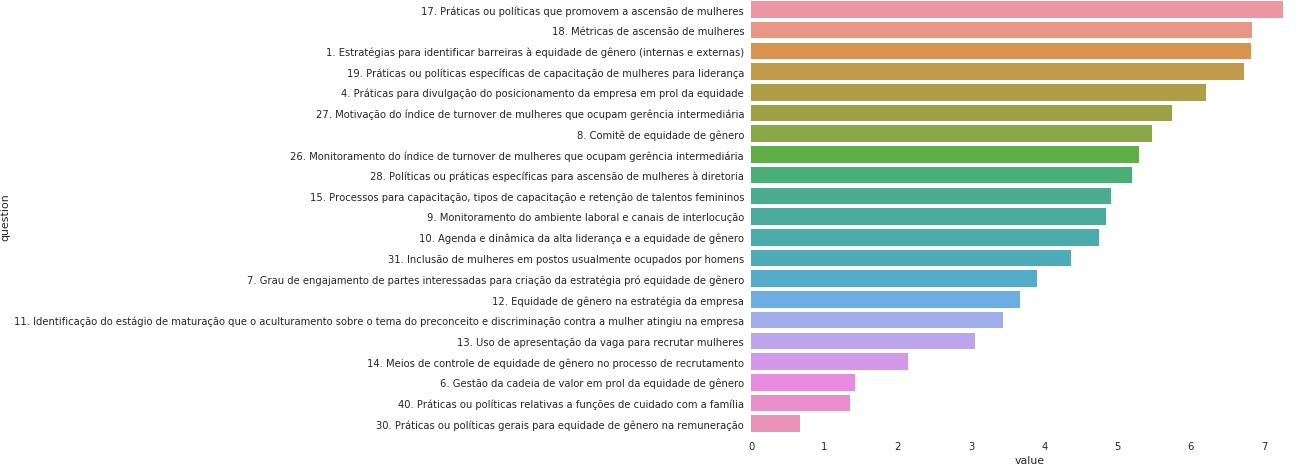 17. Práticas ou políticas que promovem a ascensão de mulheres
18. Métricas de ascensão de mulheres
1. Estratégias para identificar barreiras à equidade de gênero (internas e externas)
19. Práticas ou políticas específicas de capacitação de mulheres para liderança
4. Práticas para divulgação do posicionamento da empresa em prol da equidade
27. Motivação do índice de turnover de mulheres que ocupam gerência intermediária
8. Comitê de equidade de gênero
26. Monitoramento do índice de turnover de mulheres que ocupam gerência intermediária
28. Políticas ou práticas específicas para ascensão de mulheres à diretoria
15. Processos para capacitação, tipos de capacitação e retenção de talentos femininos
9. Monitoramento do ambiente laboral e canais de interlocução
10. Agenda e dinâmica da alta liderança e a equidade de gênero
31. Inclusão de mulheres em postos usualmente ocupados por homens
7. Grau de engajamento de partes interessadas para criação da estratégia pró equidade de gênero
12. Equidade de gênero na estratégia da empresa
11. Identificação do estágio de maturação que o aculturamento sobre o tema do preconceito e discriminação contra a mulher atingiu na empresa
13. Uso de apresentação da vaga para recrutar mulheres
14. Meios de controle de equidade de gênero no processo de recrutamento
6. Gestão da cadeia de valor em prol da equidade de gênero
40. Práticas ou políticas relativas a funções de cuidado com a família
30. Práticas ou políticas gerais para equidade de gênero na remuneração
question
0 1 2 3 4 5 6 7
value